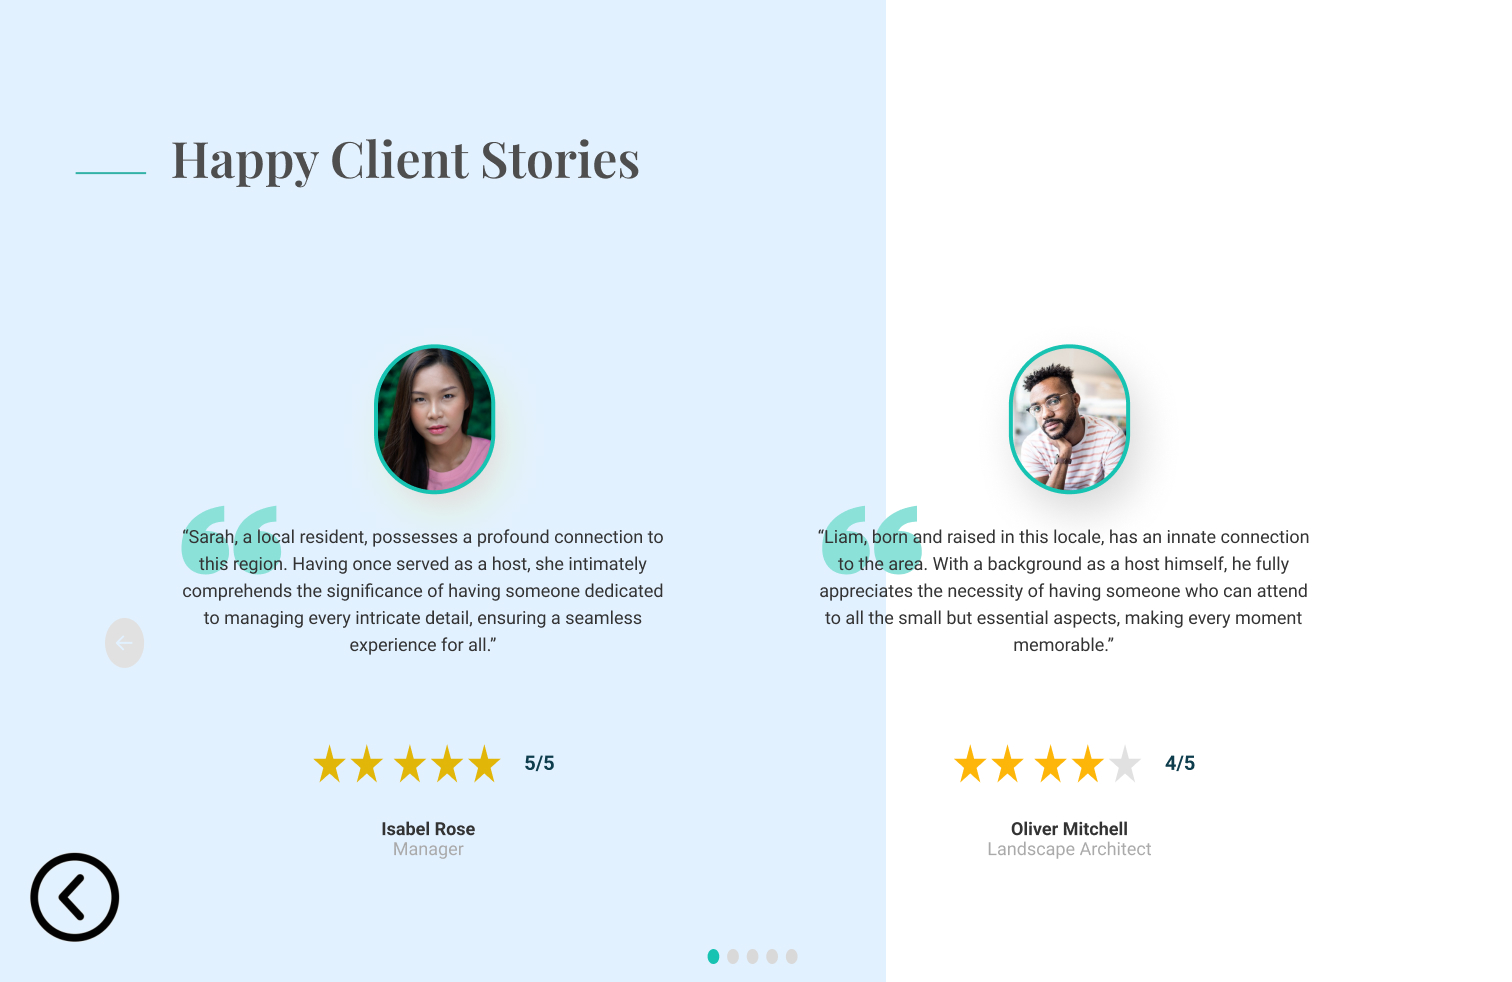 Happy Client Stories
“Sarah, a local resident, possesses a profound connection to
this region. Having once served as a host, she intimately
comprehends the significance of having someone dedicated
to managing every intricate detail, ensuring a seamless
experience for all.”
5/5
Isabel Rose
Manager
“Liam, born and raised in this locale, has an innate connection
to the area. With a background as a host himself, he fully
appreciates the necessity of having someone who can attend
to all the small but essential aspects, making every moment
memorable.”
4/5
Oliver Mitchell
Landscape Architect